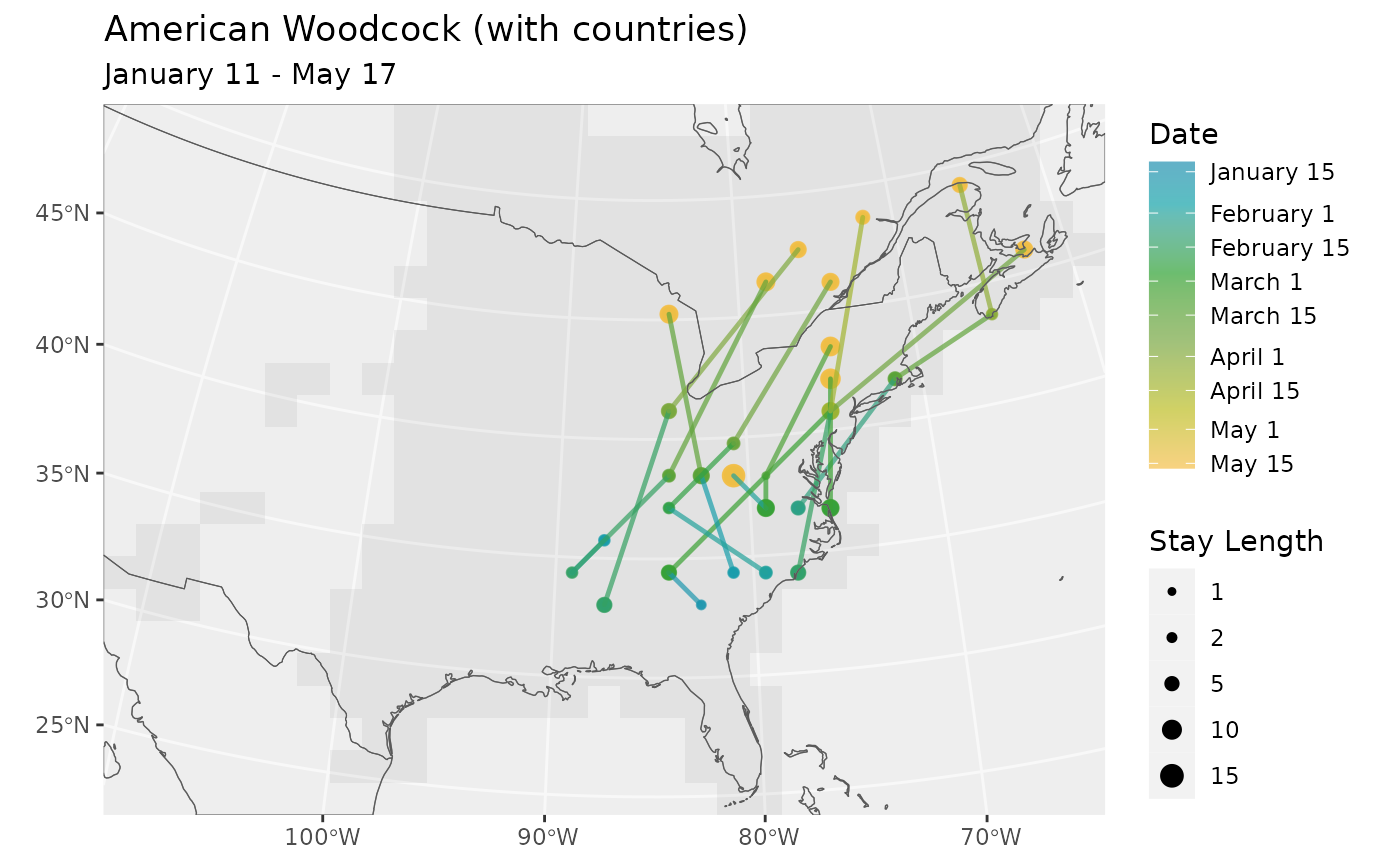 American Woodcock (with countries)
January 11 - May 17
45°N
40°N
35°N
30°N
25°N
100°W
90°W
80°W
70°W
Date
January 15
February 1
February 15
March 1
March 15
April 1
April 15
May 1
May 15
Stay Length
1
2
5
10
15